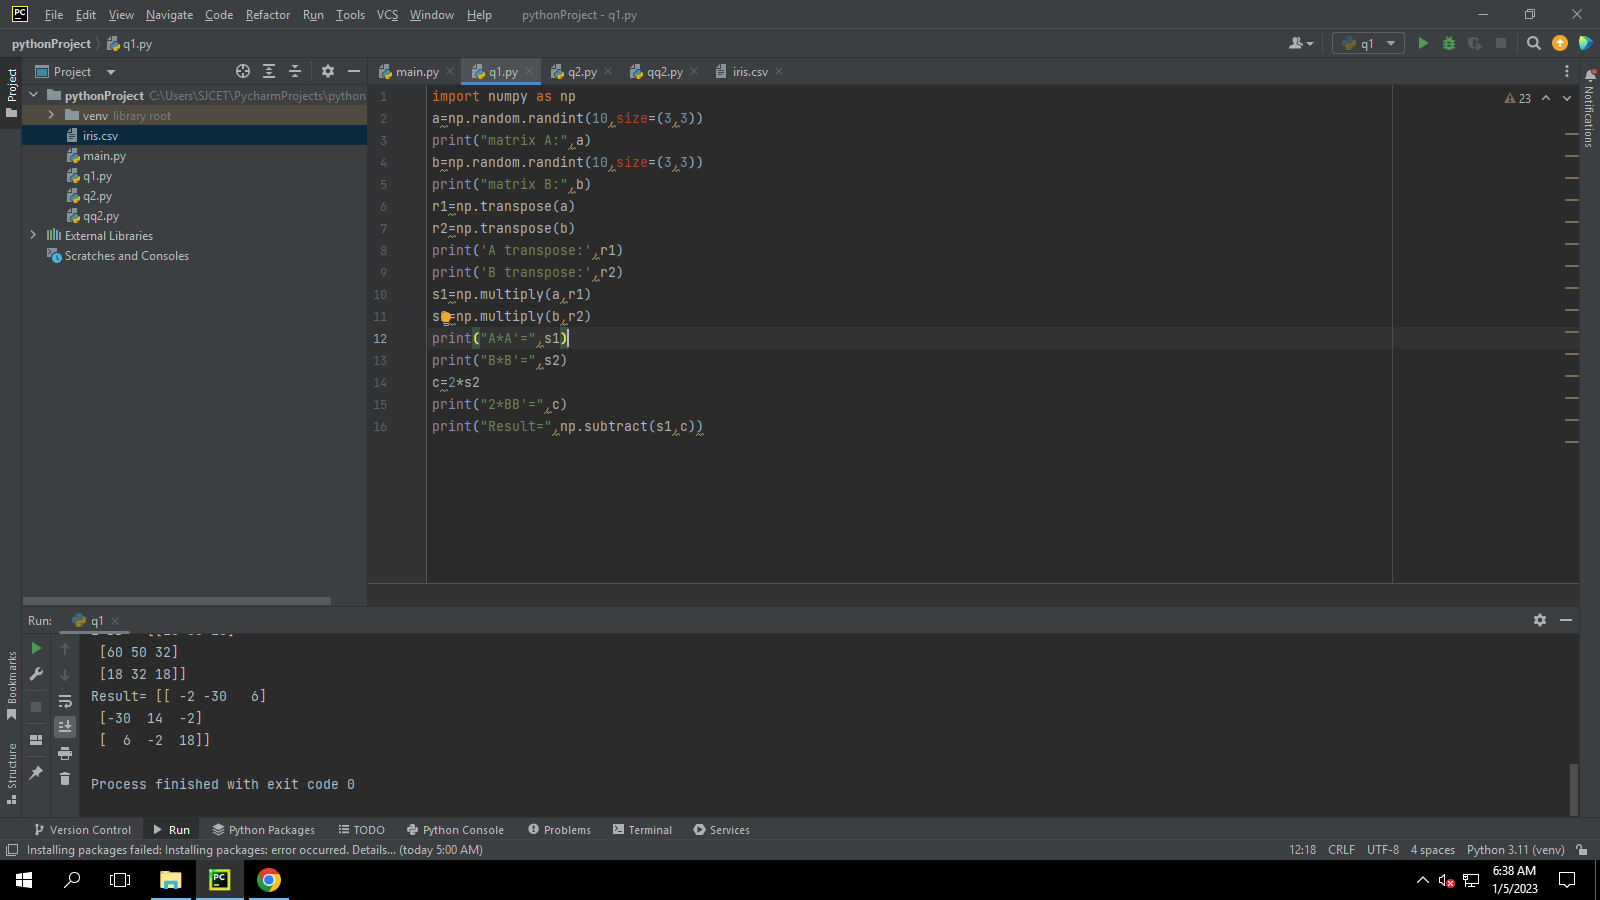 PC File Edit View Navigate Code Refactor Run Tools VCS Window Help pythonProject - q1.py
pythonProject q1.py q1
Project main.py q1.py q2.py qq2.py iris.csv
Project
Notifications
pythonProject C:\Users\SJCET\PycharmProjects\python
venv library root
iris.csv
main.py
q1.py
q2.py
qq2.py
External Libraries
Scratches and Consoles
23
1 import numpy as np
2 a=np.random.randint(10,size=(3,3))
3 print("matrix A:",a)
4 b=np.random.randint(10,size=(3,3))
5 print("matrix B:",b)
6 r1=np.transpose(a)
7 r2=np.transpose(b)
8 print('A transpose:',r1)
9 print('B transpose:',r2)
10 s1=np.multiply(a,r1)
11 s =np.multiply(b,r2)
12 print("A*A'=",s1)
13 print("B*B'=",s2)
14 c=2*s2
15 print("2*BB'=",c)
16 print("Result=",np.subtract(s1,c))
Run: q1
[60 50 32]
[18 32 18]]
Result= [[ -2 -30   6]
[-30  14  -2]
[  6  -2  18]]
Process finished with exit code 0
Bookmarks
Structure
Version Control Run Python Packages TODO Python Console Problems Terminal Services
Installing packages failed: Installing packages: error occurred. Details... (today 5:00 AM) 12:18 CRLF UTF-8 4 spaces Python 3.11 (venv)
PC
6:38 AM
1/5/2023